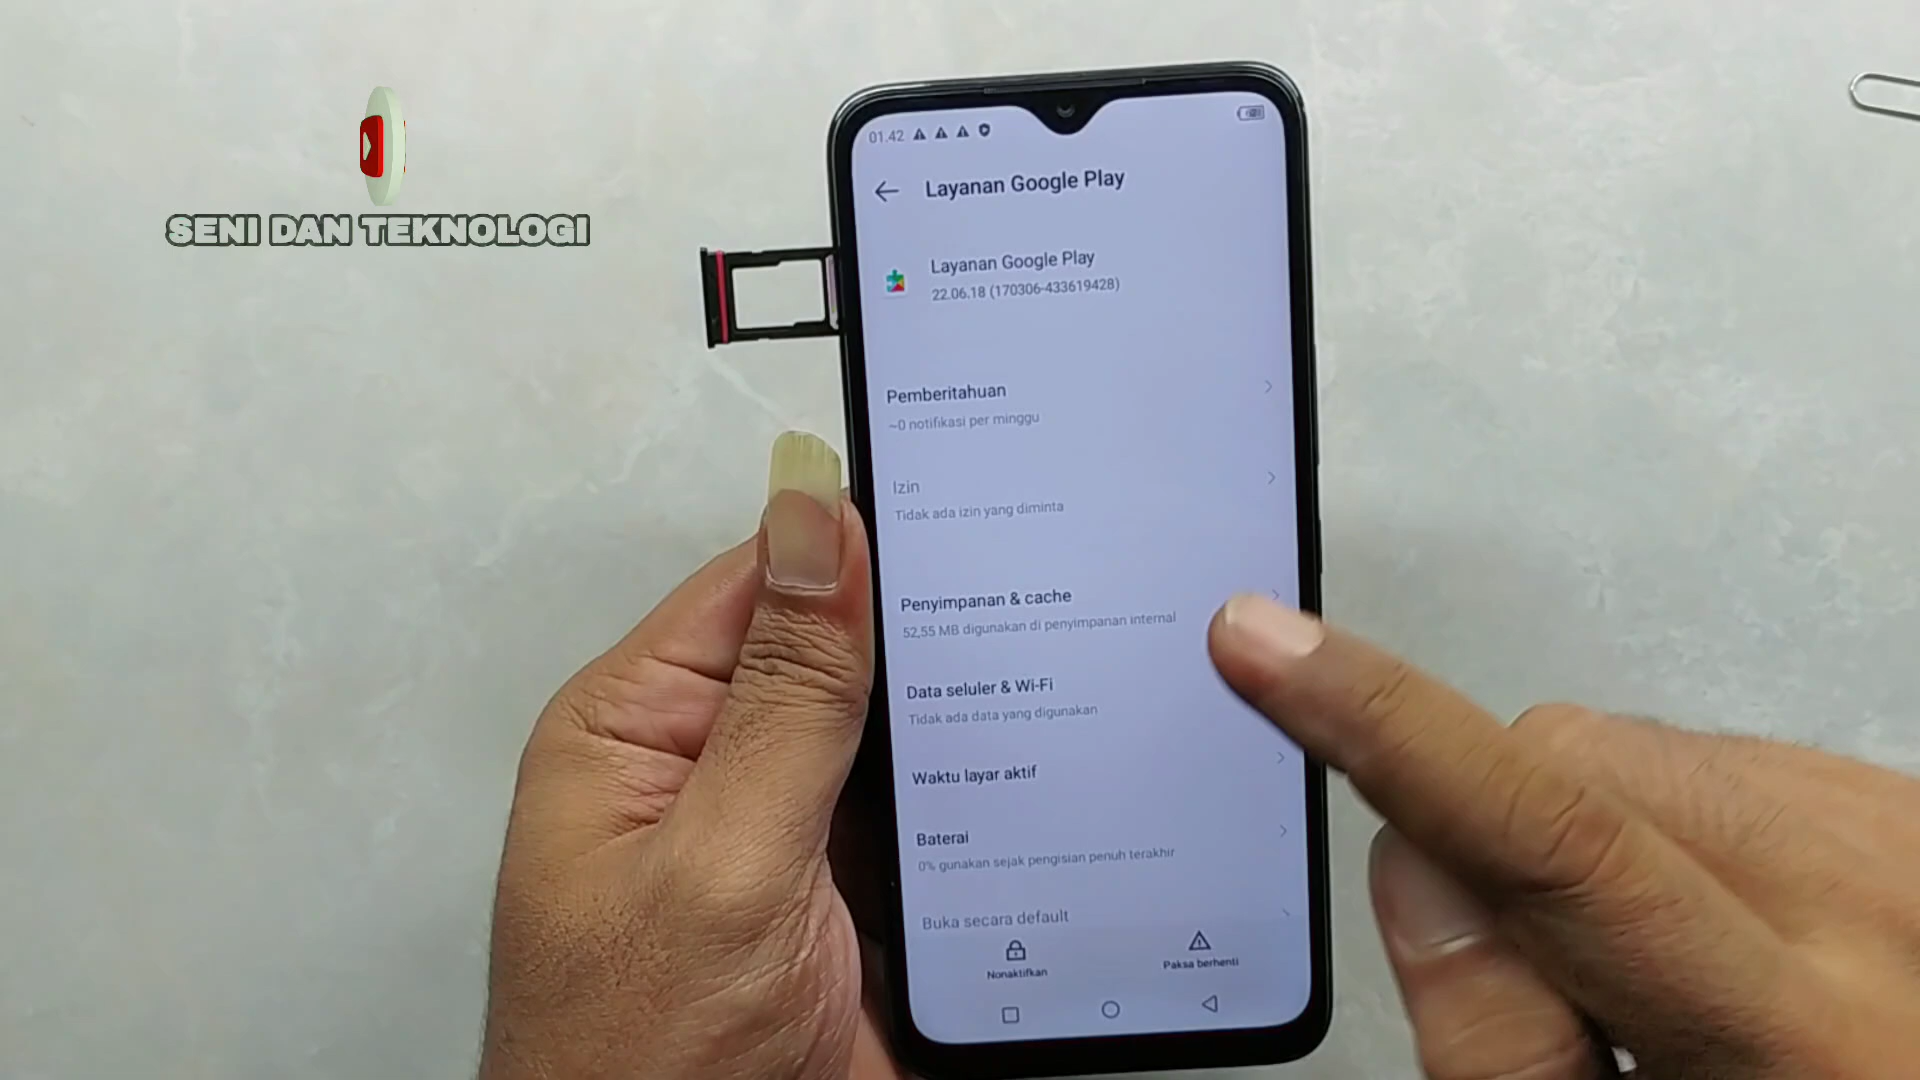 SENI DAN TEKNOLOGI
01.42
Layanan Google Play
Layanan Google Play
22.06.18 (170306-433619428)
Pemberitahuan
~0 notifikasi per minggu
Izin
Tidak ada izin yang diminta
Penyimpanan & cache
52,55 MB digunakan di penyimpanan internal
Data seluler & Wi-Fi
Tidak ada data yang digunakan
Waktu layar aktif
Baterai
0% gunakan sejak pengisian penuh terakhir
Buka secara default
Nonaktifkan
Paksa berhenti